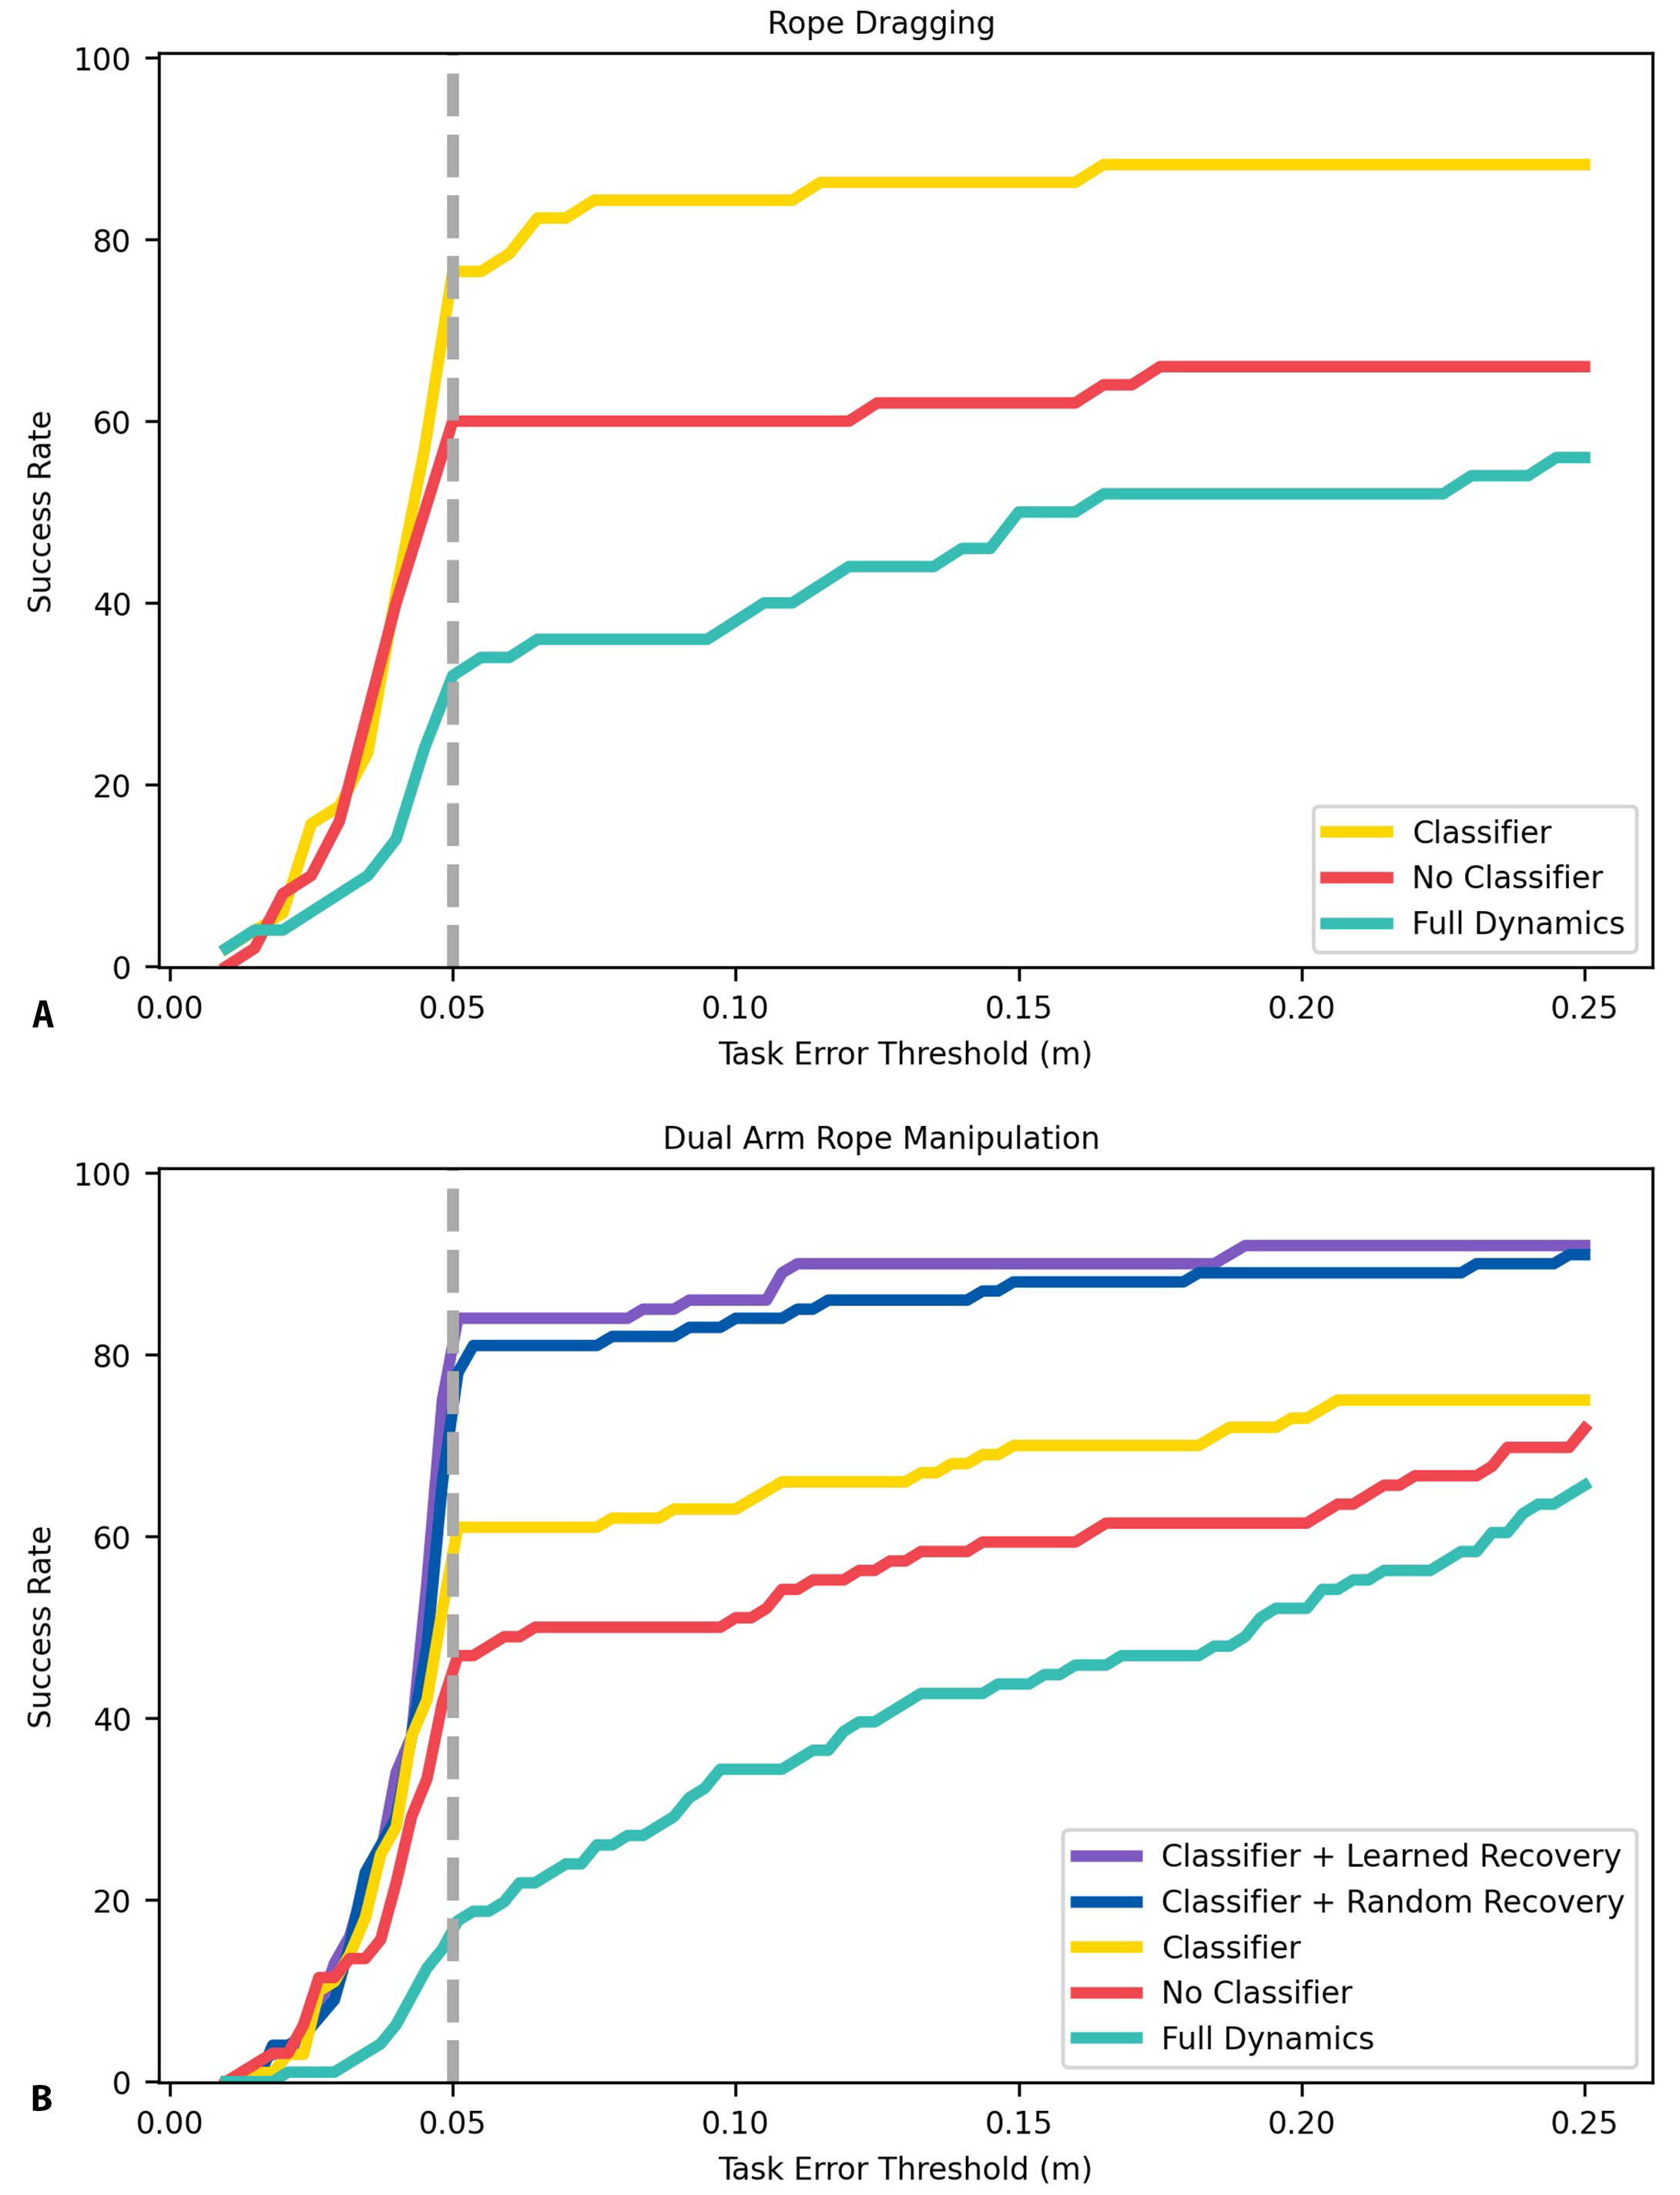 Rope Dragging
100
80
60
40
20
0
Success Rate
0.00 0.05 0.10 0.15 0.20 0.25
Task Error Threshold (m)
Classifier
No Classifier
Full Dynamics
A
Dual Arm Rope Manipulation
100
80
60
40
20
0
Success Rate
0.00 0.05 0.10 0.15 0.20 0.25
Task Error Threshold (m)
Classifier + Learned Recovery
Classifier + Random Recovery
Classifier
No Classifier
Full Dynamics
B